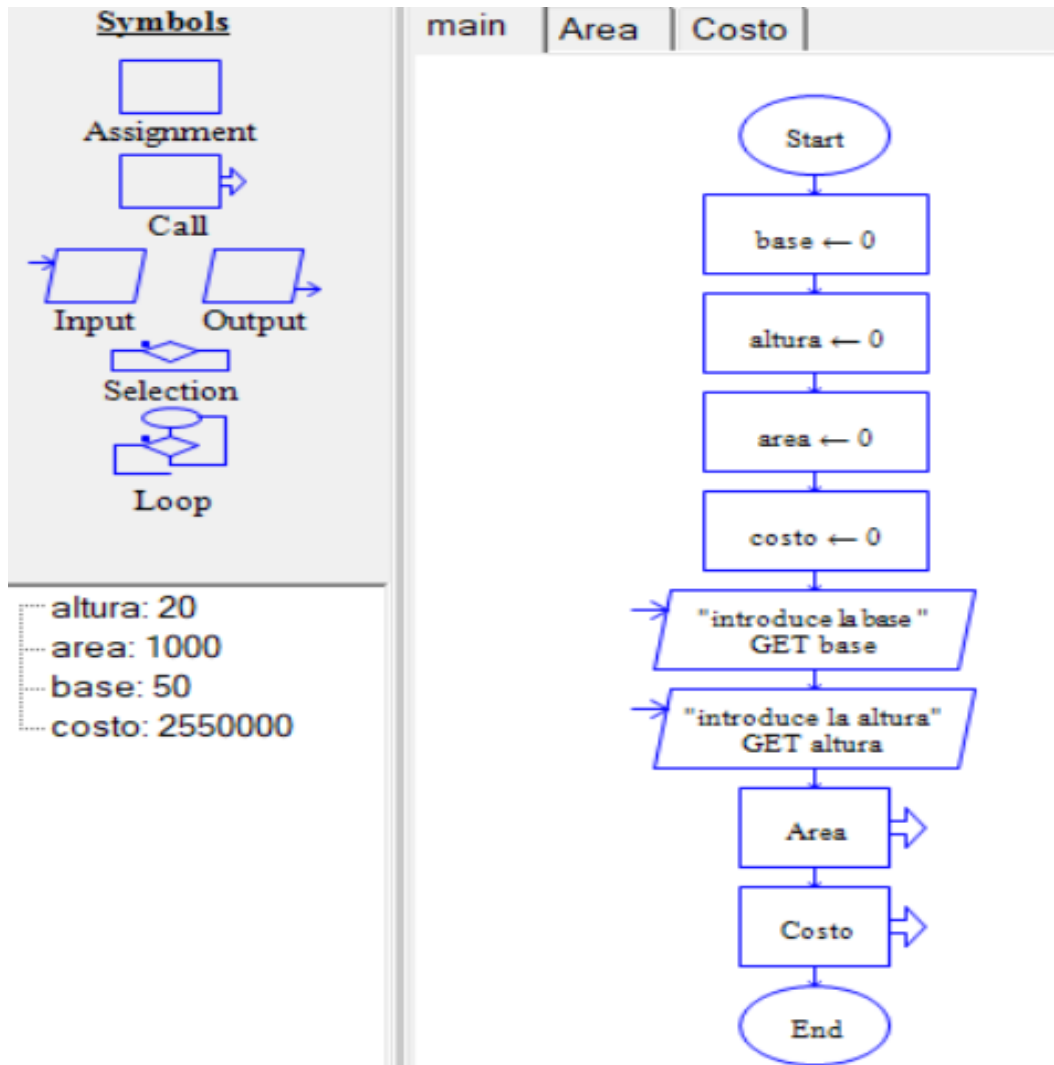 Symbols
Assignment
Call
Input Output
Selection
Loop
altura: 20
area: 1000
base: 50
costo: 2550000
main Area Costo
Start
base ← 0
altura ← 0
area ← 0
costo ← 0
"introduce la base"
GET base
"introduce la altura"
GET altura
Area
Costo
End